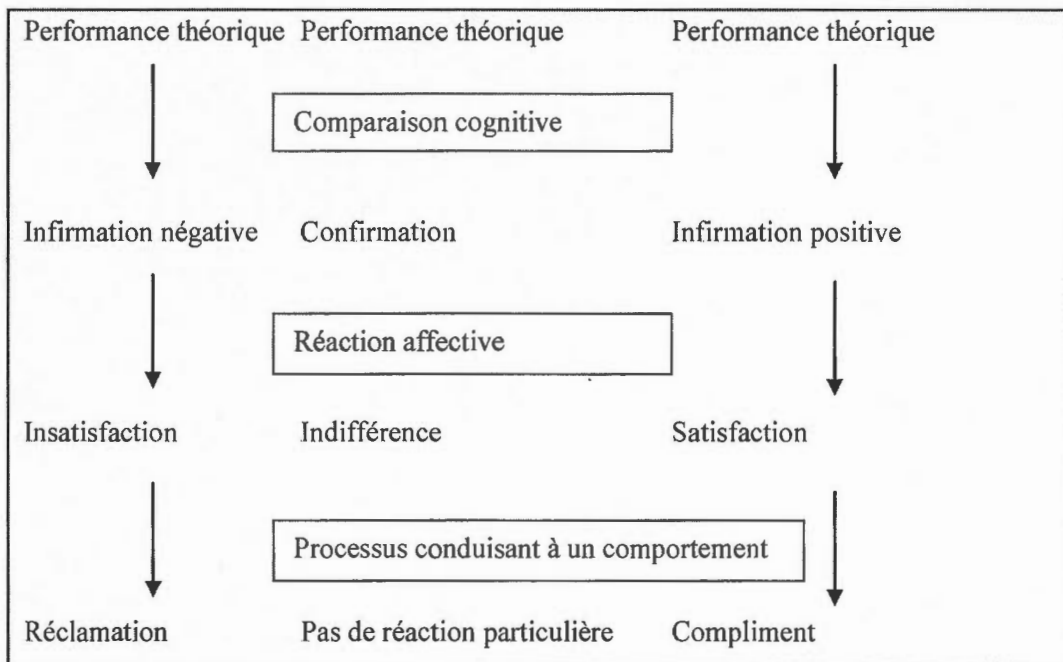 Performance théorique Performance théorique Performance théorique
Comparaison cognitive
Infirmation négative Confirmation Infirmation positive
Réaction affective
Insatisfaction Indifférence Satisfaction
Processus conduisant à un comportement
Réclamation Pas de réaction particulière Compliment